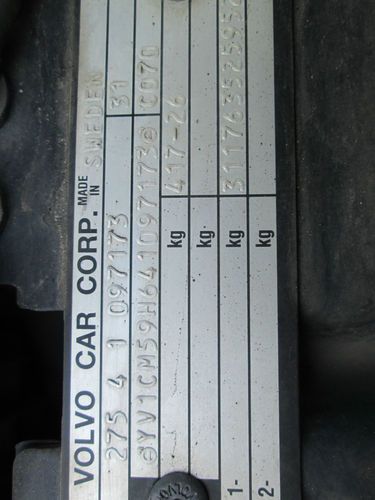 VOLVO CAR CORP. MADE IN SWEDEN
275 4 1 097173 31
YV1CM59H641097173 C070
kg 417-26
kg
1- kg 31176352595
2- kg